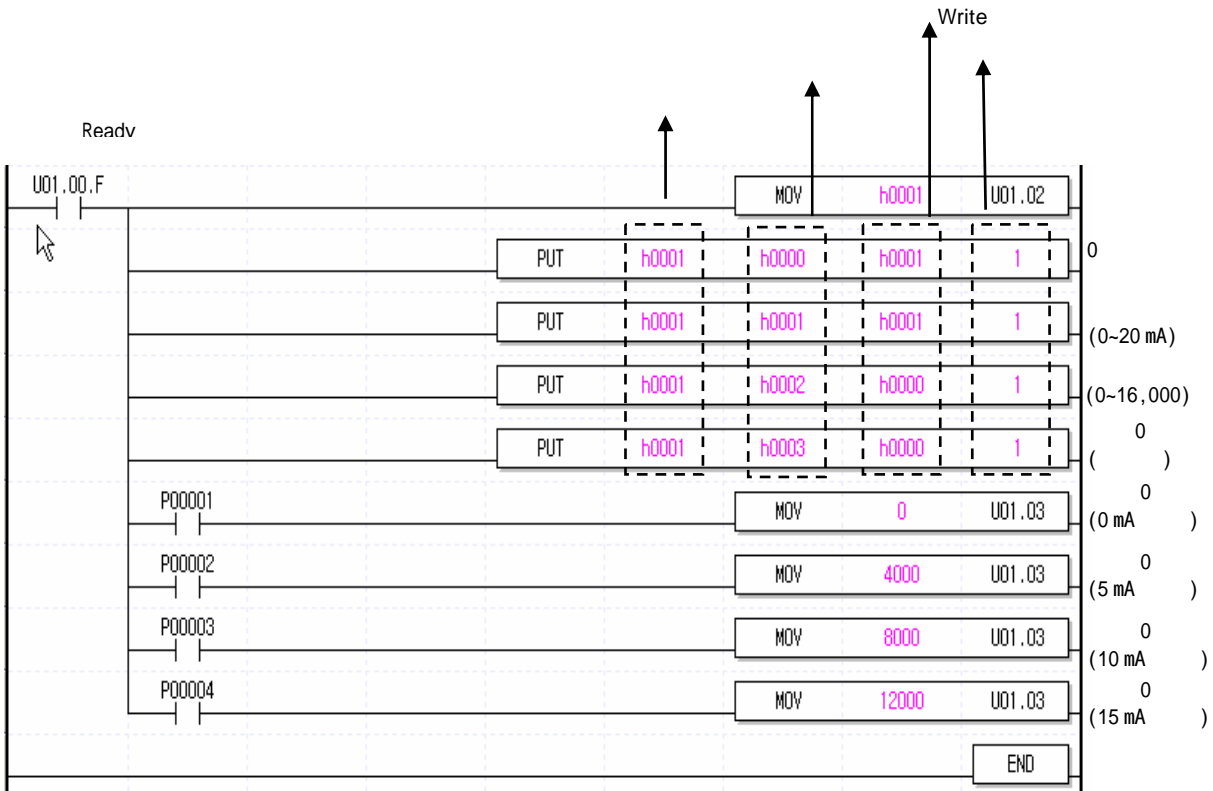 Write
Ready
U01.00.F
MOV h0001 U01.02
PUT h0001 h0000 h0001 1
0
PUT h0001 h0001 h0001 1
(0~20 mA)
PUT h0001 h0002 h0000 1
(0~16,000)
PUT h0001 h0003 h0000 1
0
( )
P00001
MOV 0 U01.03
0
(0 mA )
P00002
MOV 4000 U01.03
0
(5 mA )
P00003
MOV 8000 U01.03
0
(10 mA )
P00004
MOV 12000 U01.03
0
(15 mA )
END